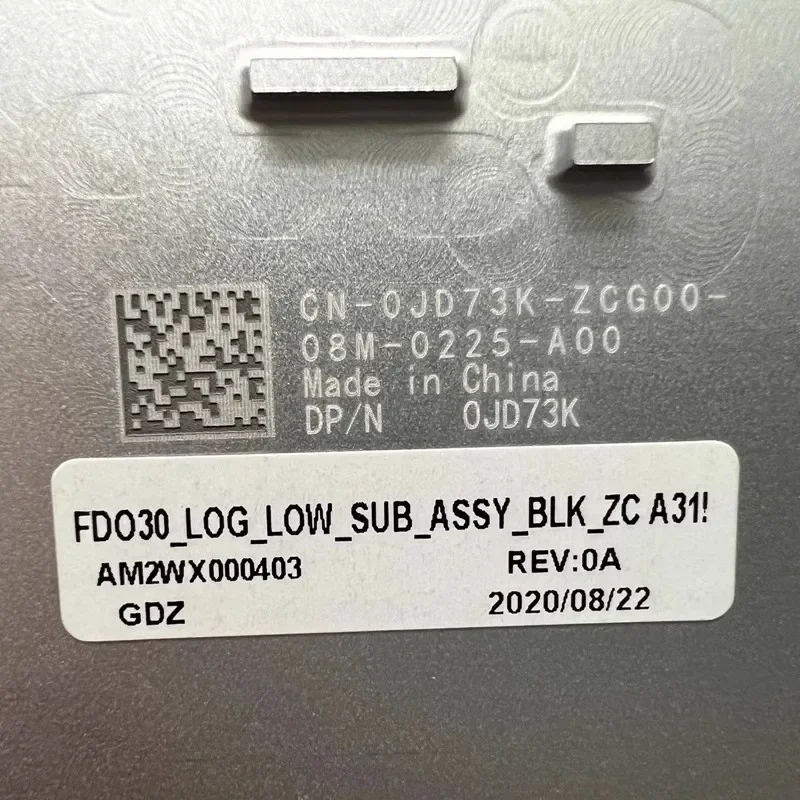 CN-0JD73K-ZCG00-
08M-0225-A00
Made in China
DP/N 0JD73K
FDO30_LOG_LOW_SUB_ASSY_BLK_ZC A31!
AM2WX000403 REV:0A
GDZ 2020/08/22